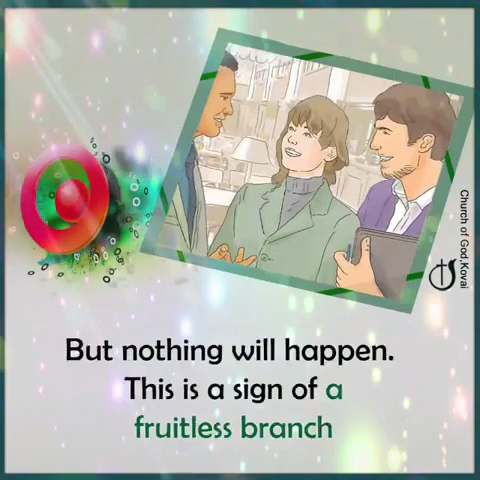 Church of God,Kovai
But nothing will happen.
This is a sign of a
fruitless branch